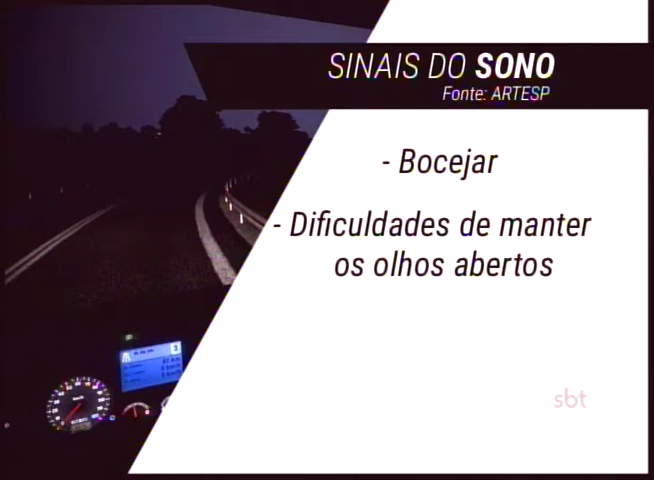 SINAIS DO SONO
Fonte: ARTESP
- Bocejar
- Dificuldades de manter
os olhos abertos
sbt